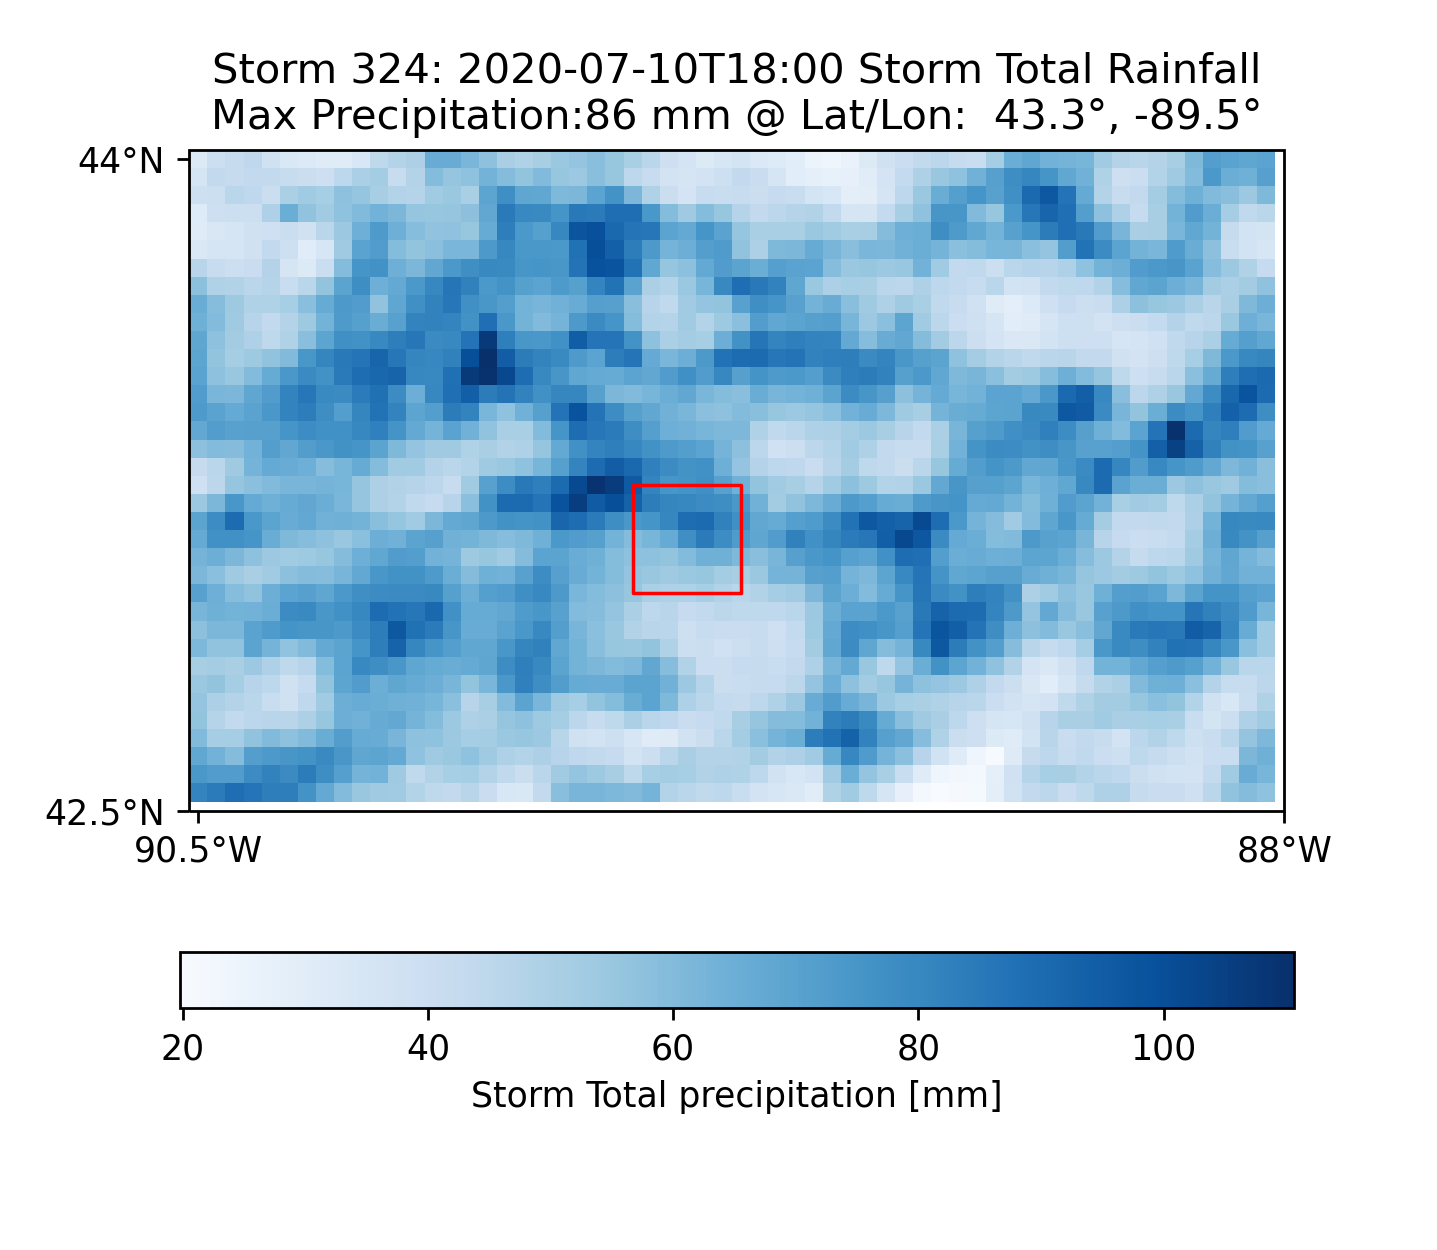 Storm 324: 2020-07-10T18:00 Storm Total Rainfall
Max Precipitation:86 mm @ Lat/Lon:  43.3°, -89.5°
44°N
42.5°N
90.5°W 88°W
20 40 60 80 100
Storm Total precipitation [mm]